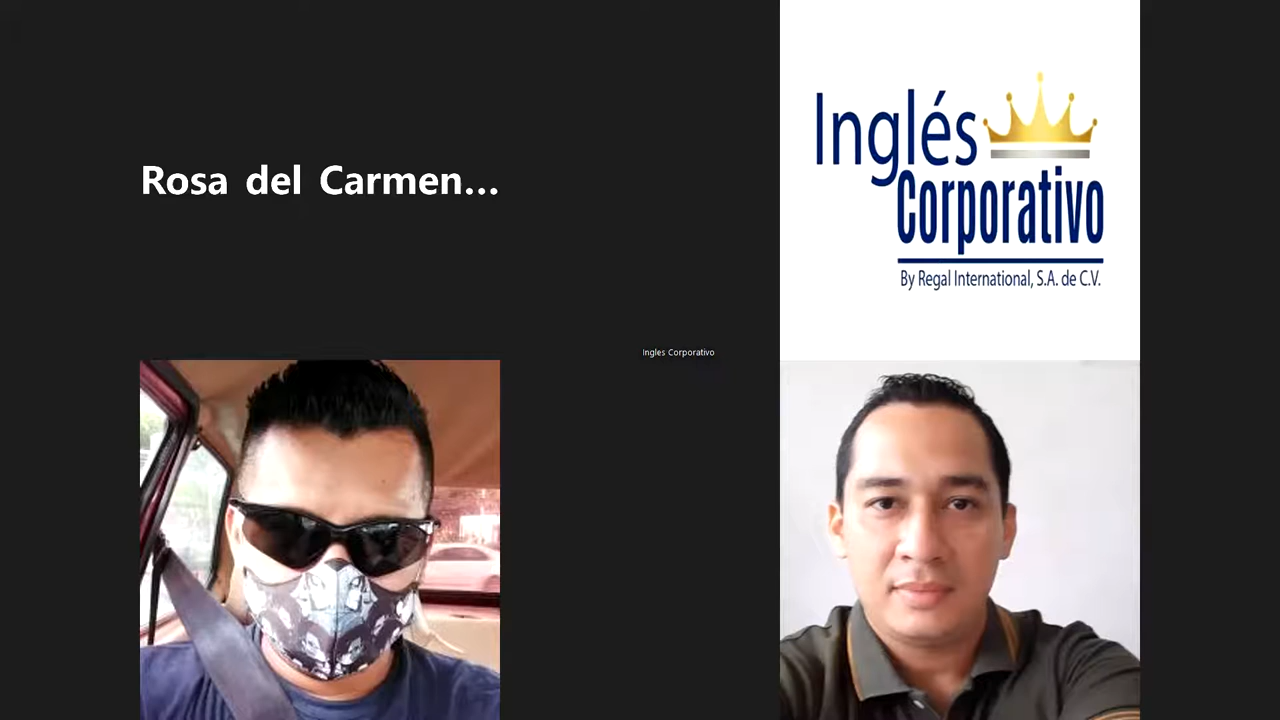 Rosa del Carmen...
Inglés
Corporativo
By Regal International, S.A. de C.V.
Ingles Corporativo